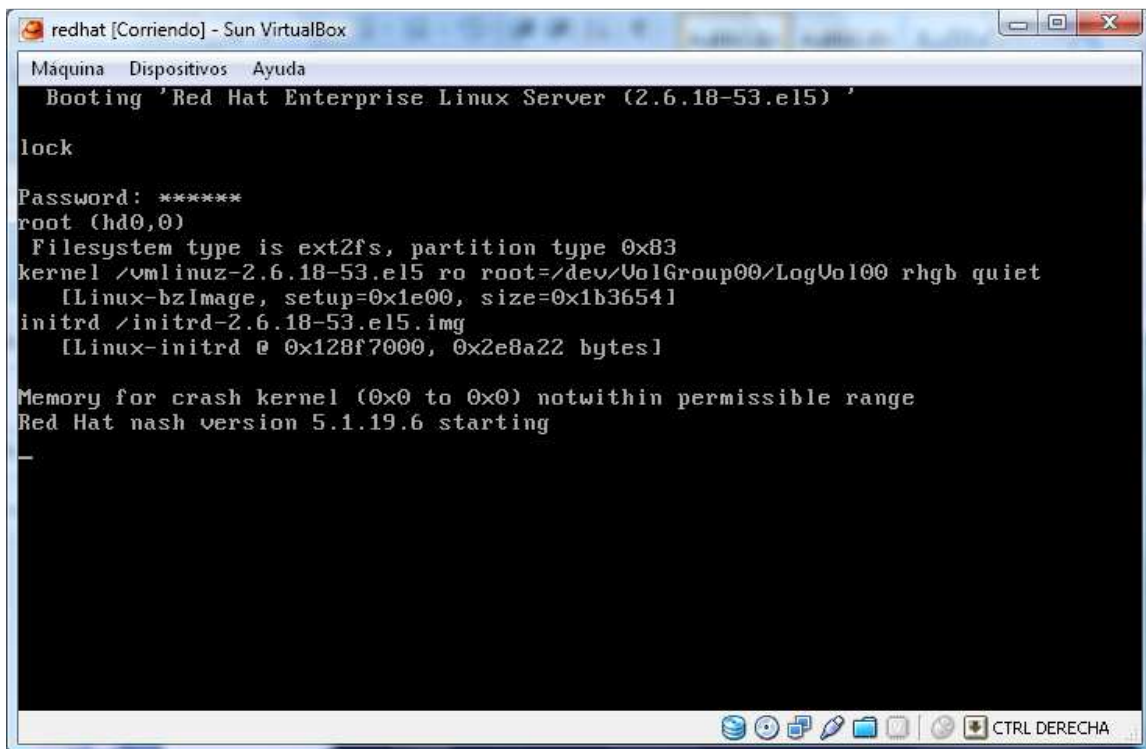 redhat [Corriendo] - Sun VirtualBox
Máquina Dispositivos Ayuda
Booting 'Red Hat Enterprise Linux Server (2.6.18-53.el5) '
lock
Password: ******
root (hd0,0)
Filesystem type is ext2fs, partition type 0x83
kernel /vmlinuz-2.6.18-53.el5 ro root=/dev/VolGroup00/LogVol00 rhgb quiet
[Linux-bzImage, setup=0x1e00, size=0x1b3654]
initrd /initrd-2.6.18-53.el5.img
[Linux-initrd @ 0x128f7000, 0x2e8a22 bytes]
Memory for crash kernel (0x0 to 0x0) notwithin permissible range
Red Hat nash version 5.1.19.6 starting
_
CTRL DERECHA